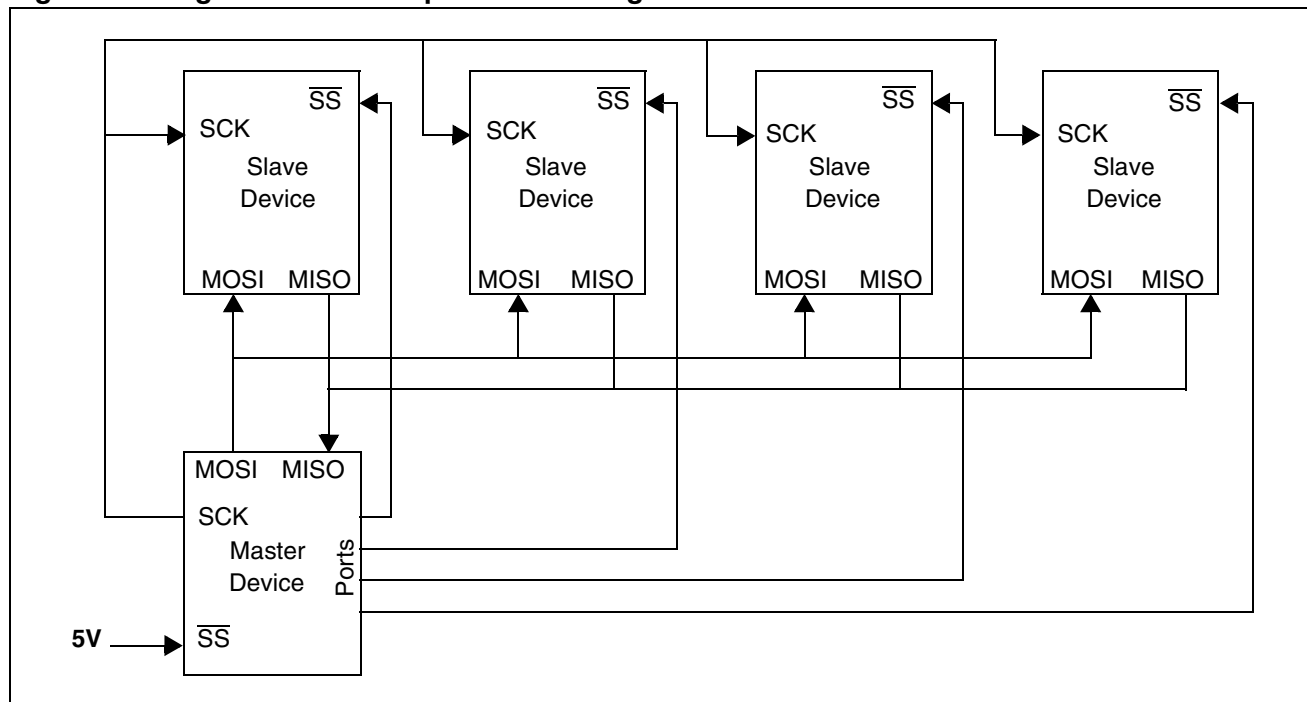 SS SS SS SS
SCK SCK SCK SCK
Slave Slave Slave Slave
Device Device Device Device
MOSI MISO MOSI MISO MOSI MISO MOSI MISO
MOSI MISO
SCK
Master
Device
Ports
5V SS